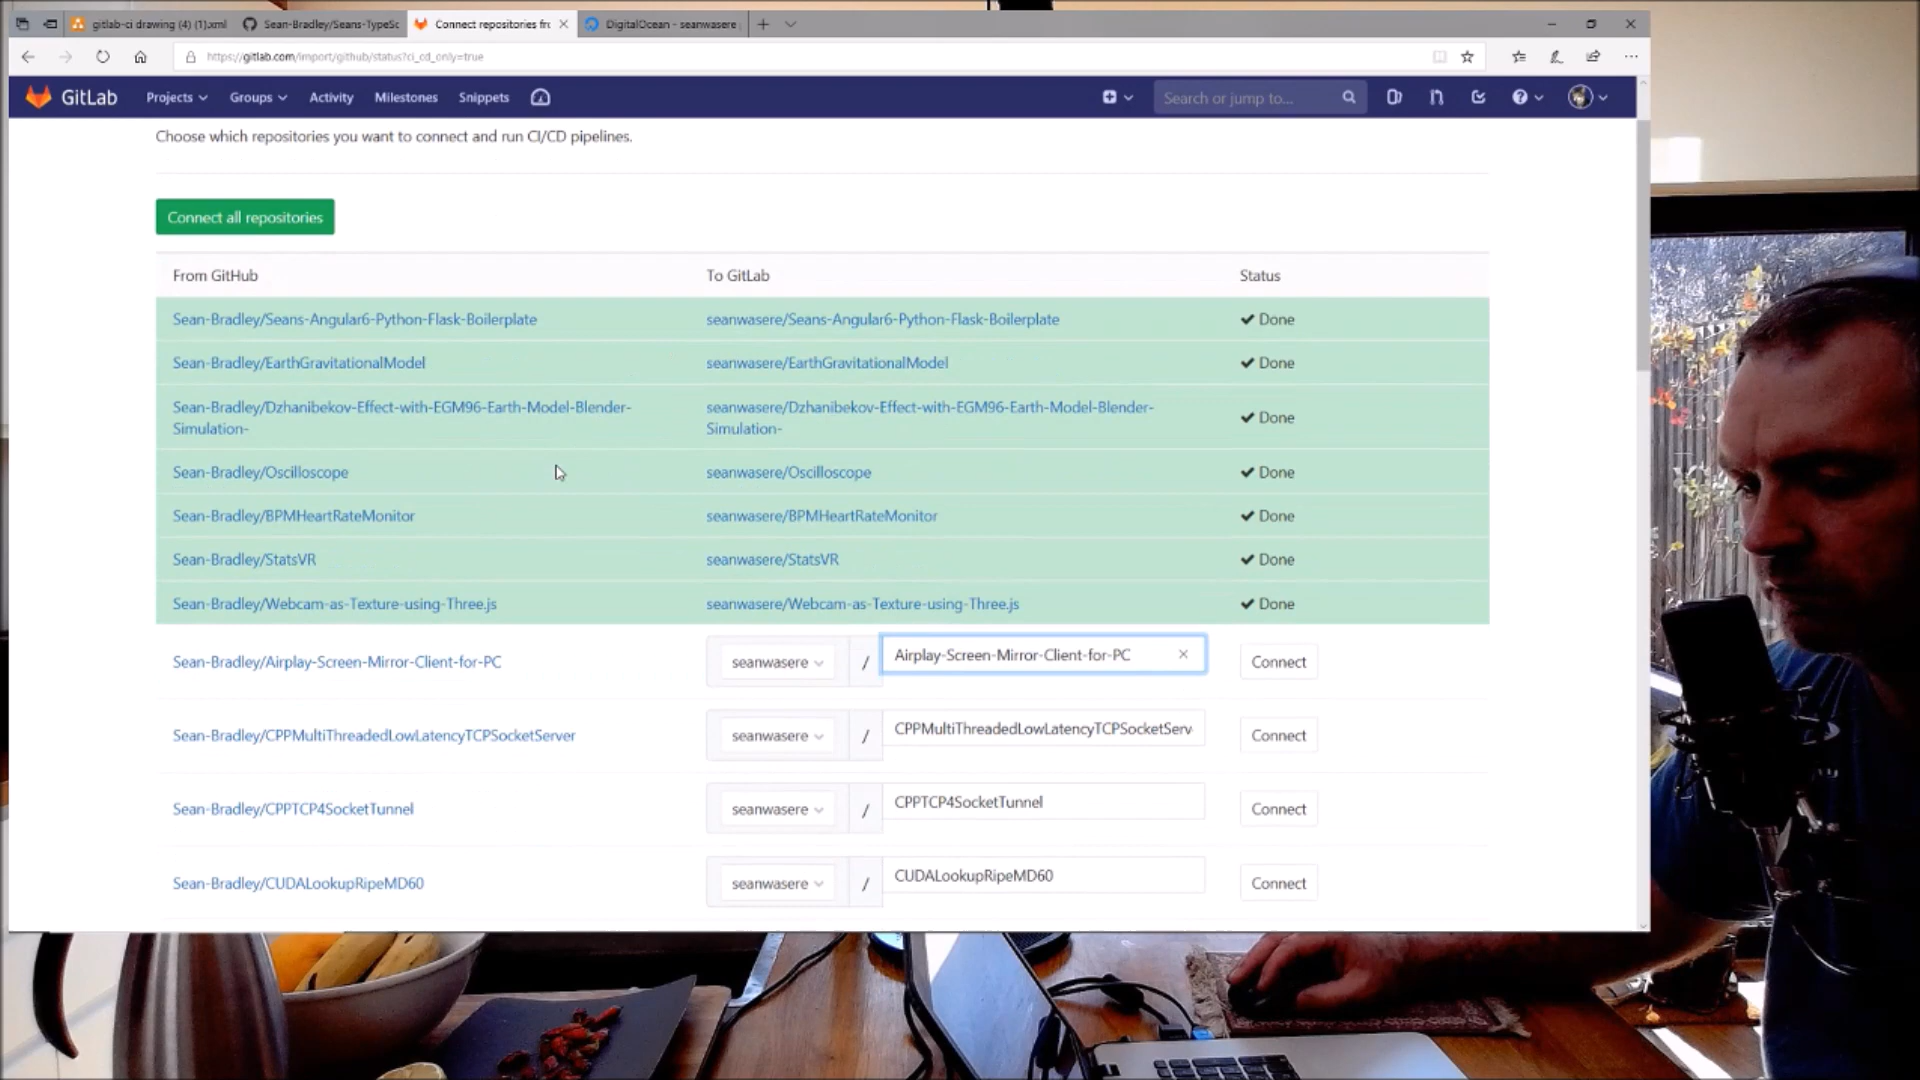 gitlab-ci drawing (4) (1).xml
Sean-Bradley/Seans-TypeSc
Connect repositories frc
DigitalOcean - seanwasere
https://gitlab.com/import/github/status?ci_cd_only=true
GitLab Projects Groups Activity Milestones Snippets Search or jump to...
Choose which repositories you want to connect and run CI/CD pipelines.
Connect all repositories
From GitHub To GitLab Status
Sean-Bradley/Seans-Angular6-Python-Flask-Boilerplate seanwasere/Seans-Angular6-Python-Flask-Boilerplate Done
Sean-Bradley/EarthGravitationalModel seanwasere/EarthGravitationalModel Done
Sean-Bradley/Dzhanibekov-Effect-with-EGM96-Earth-Model-Blender-
Simulation-
seanwasere/Dzhanibekov-Effect-with-EGM96-Earth-Model-Blender-
Simulation-
Done
Sean-Bradley/Oscilloscope seanwasere/Oscilloscope Done
Sean-Bradley/BPMHeartRateMonitor seanwasere/BPMHeartRateMonitor Done
Sean-Bradley/StatsVR seanwasere/StatsVR Done
Sean-Bradley/Webcam-as-Texture-using-Three.js seanwasere/Webcam-as-Texture-using-Three.js Done
Sean-Bradley/Airplay-Screen-Mirror-Client-for-PC seanwasere / Airplay-Screen-Mirror-Client-for-PC Connect
Sean-Bradley/CPPMultiThreadedLowLatencyTCPSocketServer seanwasere / CPPMultiThreadedLowLatencyTCPSocketServ Connect
Sean-Bradley/CPPTCP4SocketTunnel seanwasere / CPPTCP4SocketTunnel Connect
Sean-Bradley/CUDALookupRipeMD60 seanwasere / CUDALookupRipeMD60 Connect